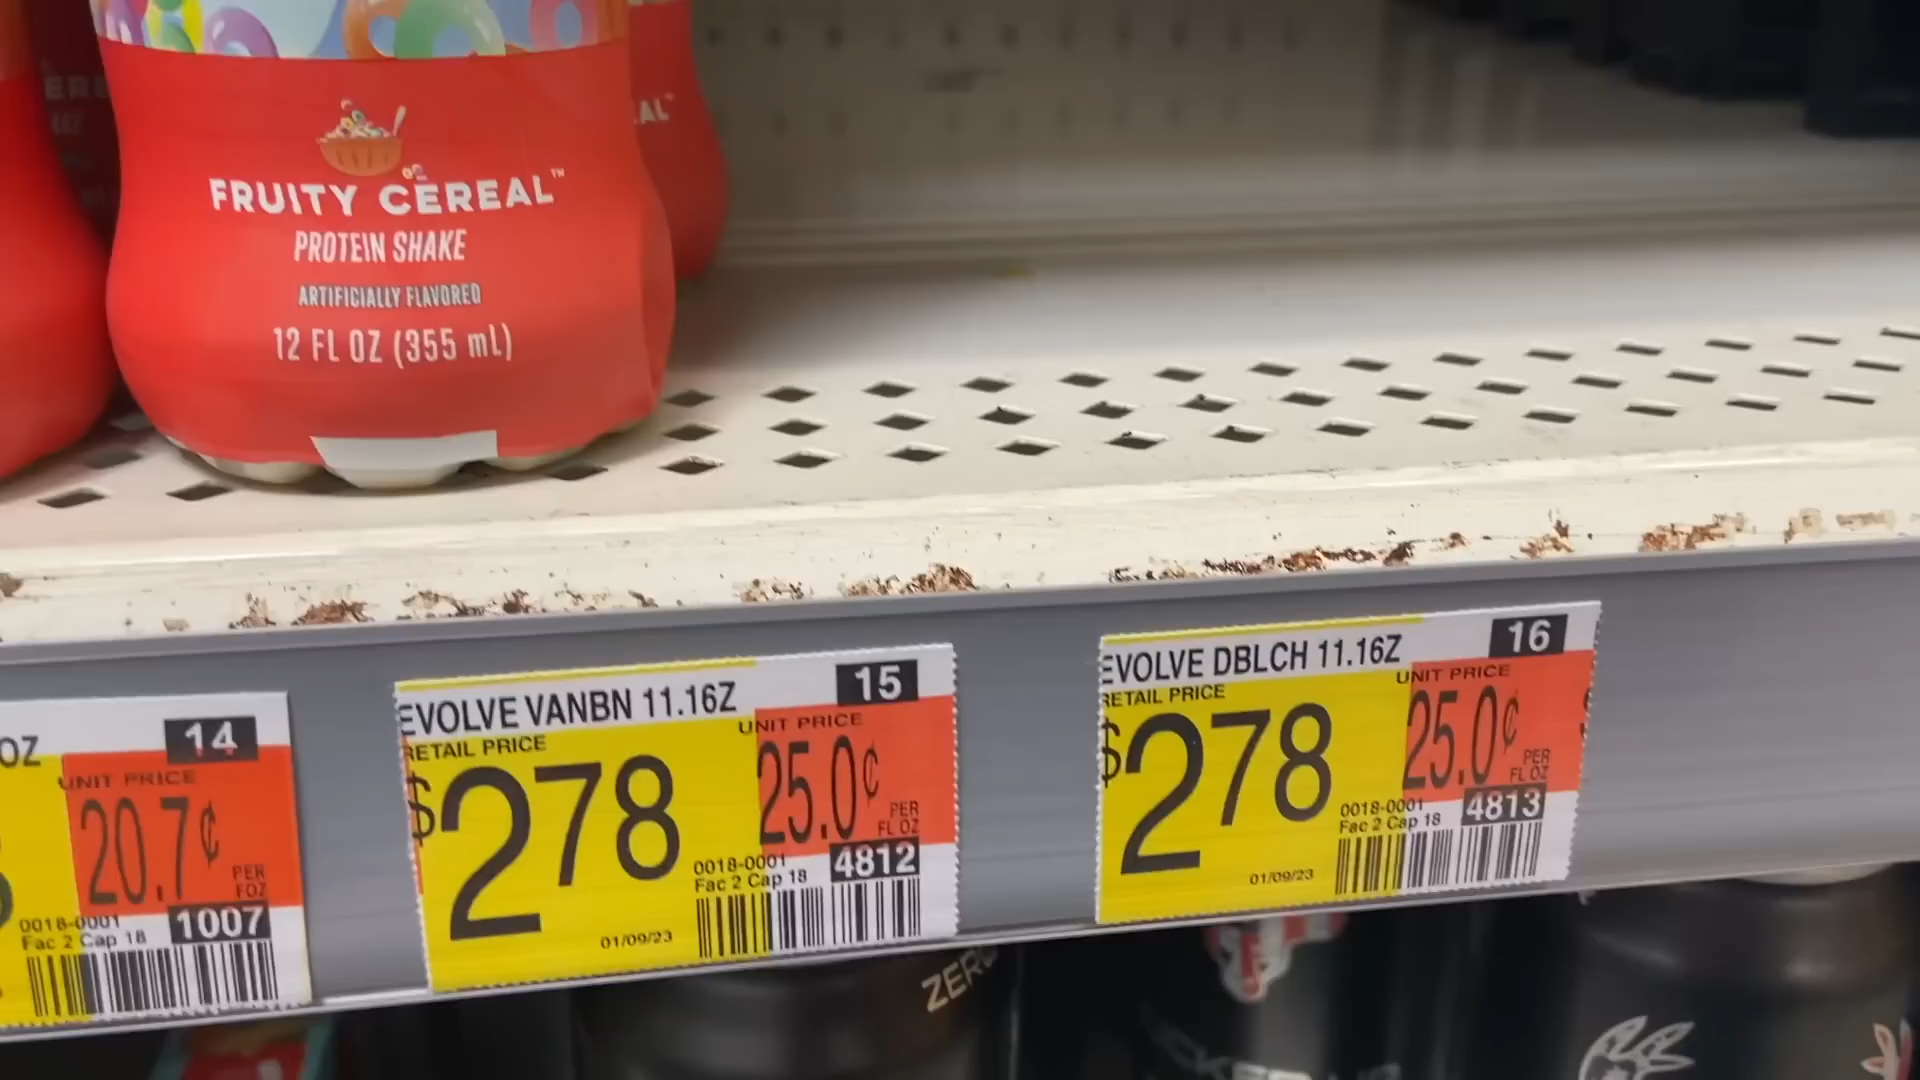 FRUITY CEREAL™
PROTEIN SHAKE
ARTIFICIALLY FLAVORED
12 FL OZ (355 mL)
AL™
OZ
14
UNIT PRICE
20.7¢
PER
FOZ
0018-0001
Fac 2 Cap 18
1007
EVOLVE VANBN 11.16Z
15
RETAIL PRICE
UNIT PRICE
$278
25.0¢
PER
FL OZ
0018-0001
Fac 2 Cap 18
4812
01/09/23
EVOLVE DBLCH 11.16Z
16
RETAIL PRICE
UNIT PRICE
$278
25.0¢
PER
FL OZ
0018-0001
Fac 2 Cap 18
4813
01/09/23
ZERO